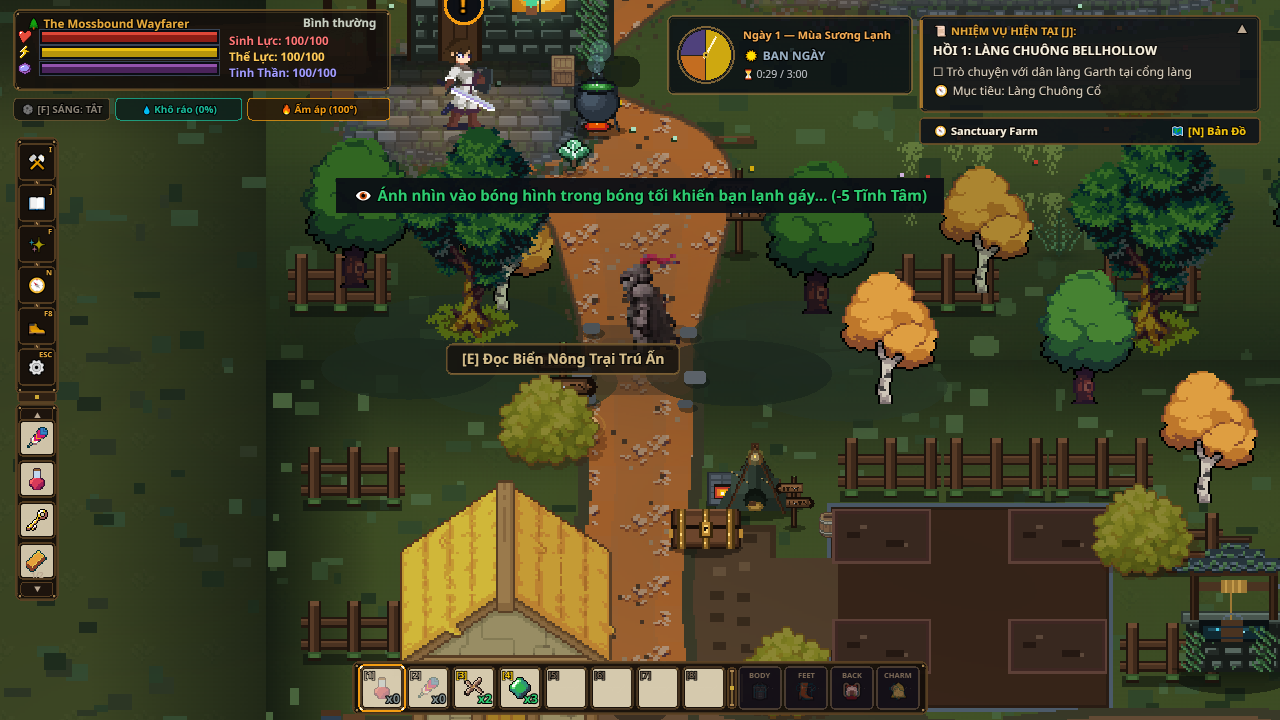 The Mossbound Wayfarer
Bình thường
Sinh Lực: 100/100
Thể Lực: 100/100
Tinh Thần: 100/100
[F] SÁNG: TẮT
Khô ráo (0%)
Ấm áp (100°)
!
Ngày 1 — Mùa Sương Lạnh
BAN NGÀY
0:29 / 3:00
NHIỆM VỤ HIỆN TẠI [J]:
HỒI 1: LÀNG CHUÔNG BELLHOLLOW
Trò chuyện với dân làng Garth tại cổng làng
Mục tiêu: Làng Chuông Cổ
Sanctuary Farm
[N] Bản Đồ
I
J
F
N
F8
ESC
Ánh nhìn vào bóng hình trong bóng tối khiến bạn lạnh gáy... (-5 Tĩnh Tâm)
[E] Đọc Biển Nông Trại Trú Ẩn
[1] x0
[2] x0
[3] x2
[4] x3
[5]
[6]
[7]
[8]
BODY
FEET
BACK
CHARM